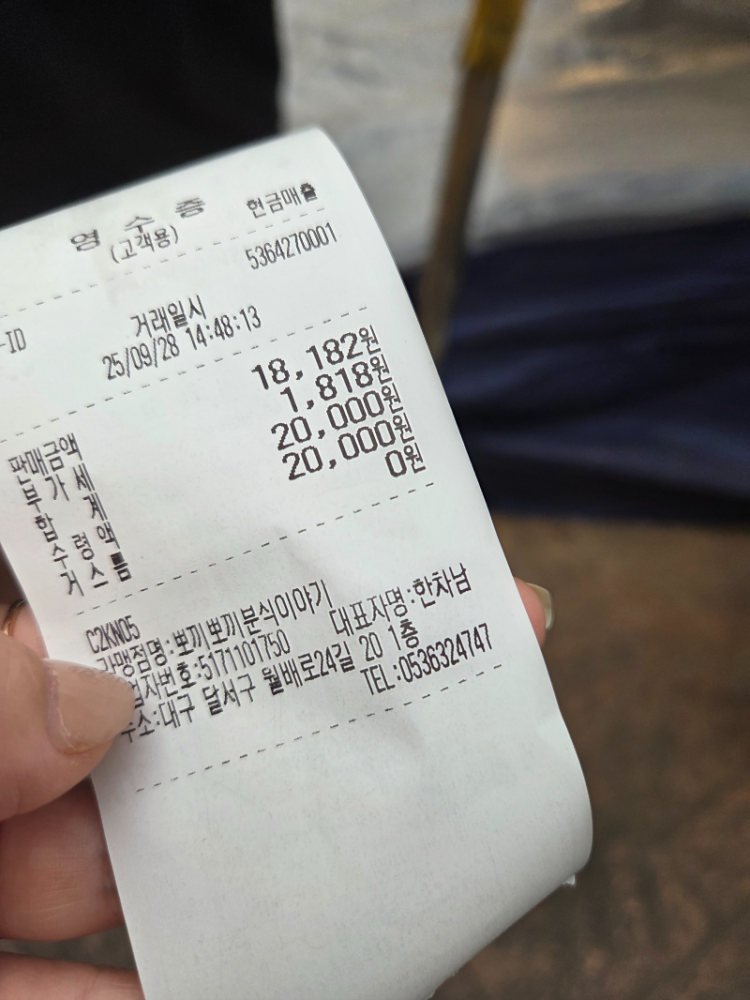 영 수 증 현금매출
(고객용)
5364270001
-ID 거래일시
25/09/28 14:48:13
판매금액 18,182원
부 가 세 1,818원
합 계 20,000원
수 령 액 20,000원
거 스 름 0원
C2KN05
가맹점명:뽀끼뽀끼분식이야기 대표자명:한차남
업자번호:5171101750
주소:대구 달서구 월배로24길 20 1층
TEL:0536324747